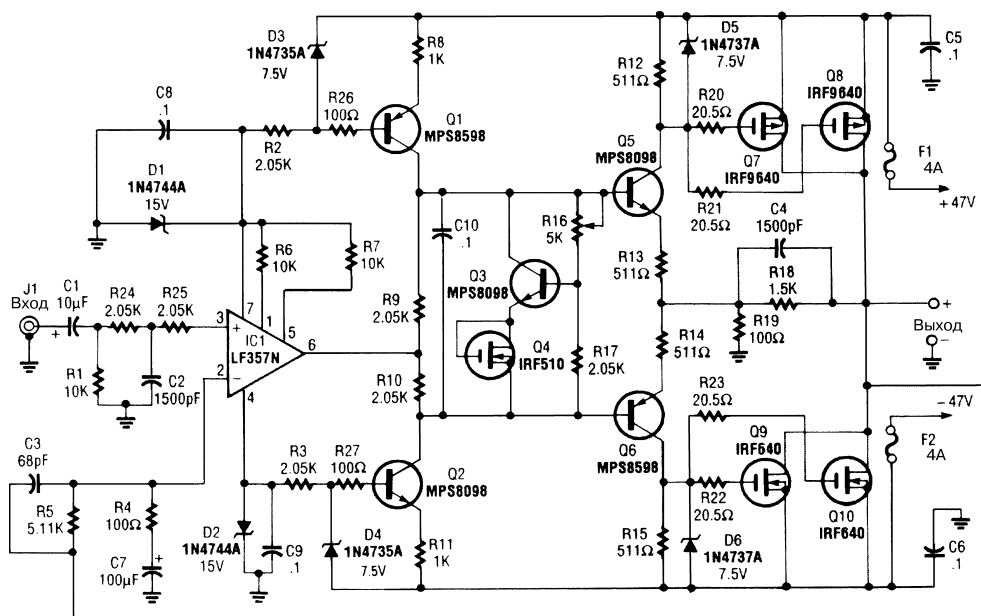 D3
1N4735A
7.5V
R8
1K
D5
1N4737A
7.5V
C5
.1
R12
511Ω
C8
.1
R26
100Ω
R2
2.05K
Q1
MPS8598
R20
20.5Ω
Q8
IRF9640
Q5
MPS8098
Q7
IRF9640
F1
4A
D1
1N4744A
15V
R21
20.5Ω
C4
1500pF
+47V
R6
10K
R7
10K
C10
.1
R16
5K
R13
511Ω
R18
1.5K
J1
Вход
C1
10µF
+
R24
2.05K
R25
2.05K
Q3
MPS8098
R9
2.05K
+
Выход
-
3
+
7
1
5
IC1
LF357N
6
2
−
4
R14
511Ω
R19
100Ω
Q4
IRF510
R1
10K
C2
1500pF
R10
2.05K
R17
2.05K
R23
20.5Ω
−47V
F2
4A
C3
68pF
R3
2.05K
R27
100Ω
Q2
MPS8098
Q6
MPS8598
Q9
IRF640
R5
5.11K
R4
100Ω
R22
20.5Ω
Q10
IRF640
D2
1N4744A
15V
C9
.1
D4
1N4735A
7.5V
R11
1K
R15
511Ω
D6
1N4737A
7.5V
C6
.1
C7
100µF
+